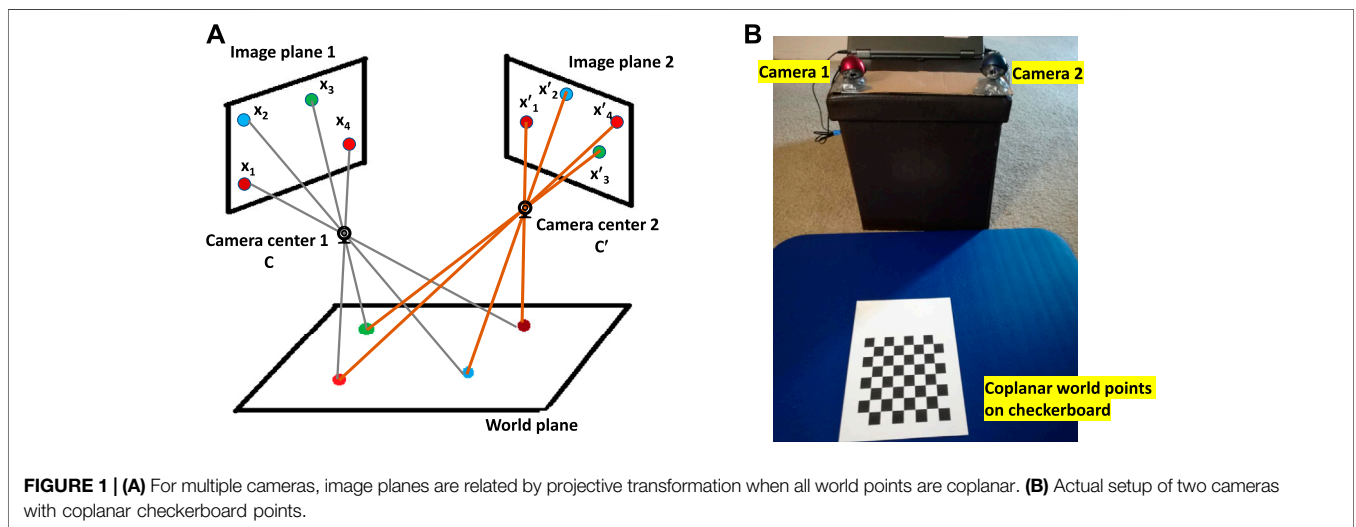 A
Image plane 1
Image plane 2
x₁
x₂
x₃
x₄
x′₁
x′₂
x′₄
x′₃
Camera center 1
C
Camera center 2
C′
World plane
B
Camera 1
Camera 2
Coplanar world points
on checkerboard
FIGURE 1 | (A) For multiple cameras, image planes are related by projective transformation when all world points are coplanar. (B) Actual setup of two cameras
with coplanar checkerboard points.